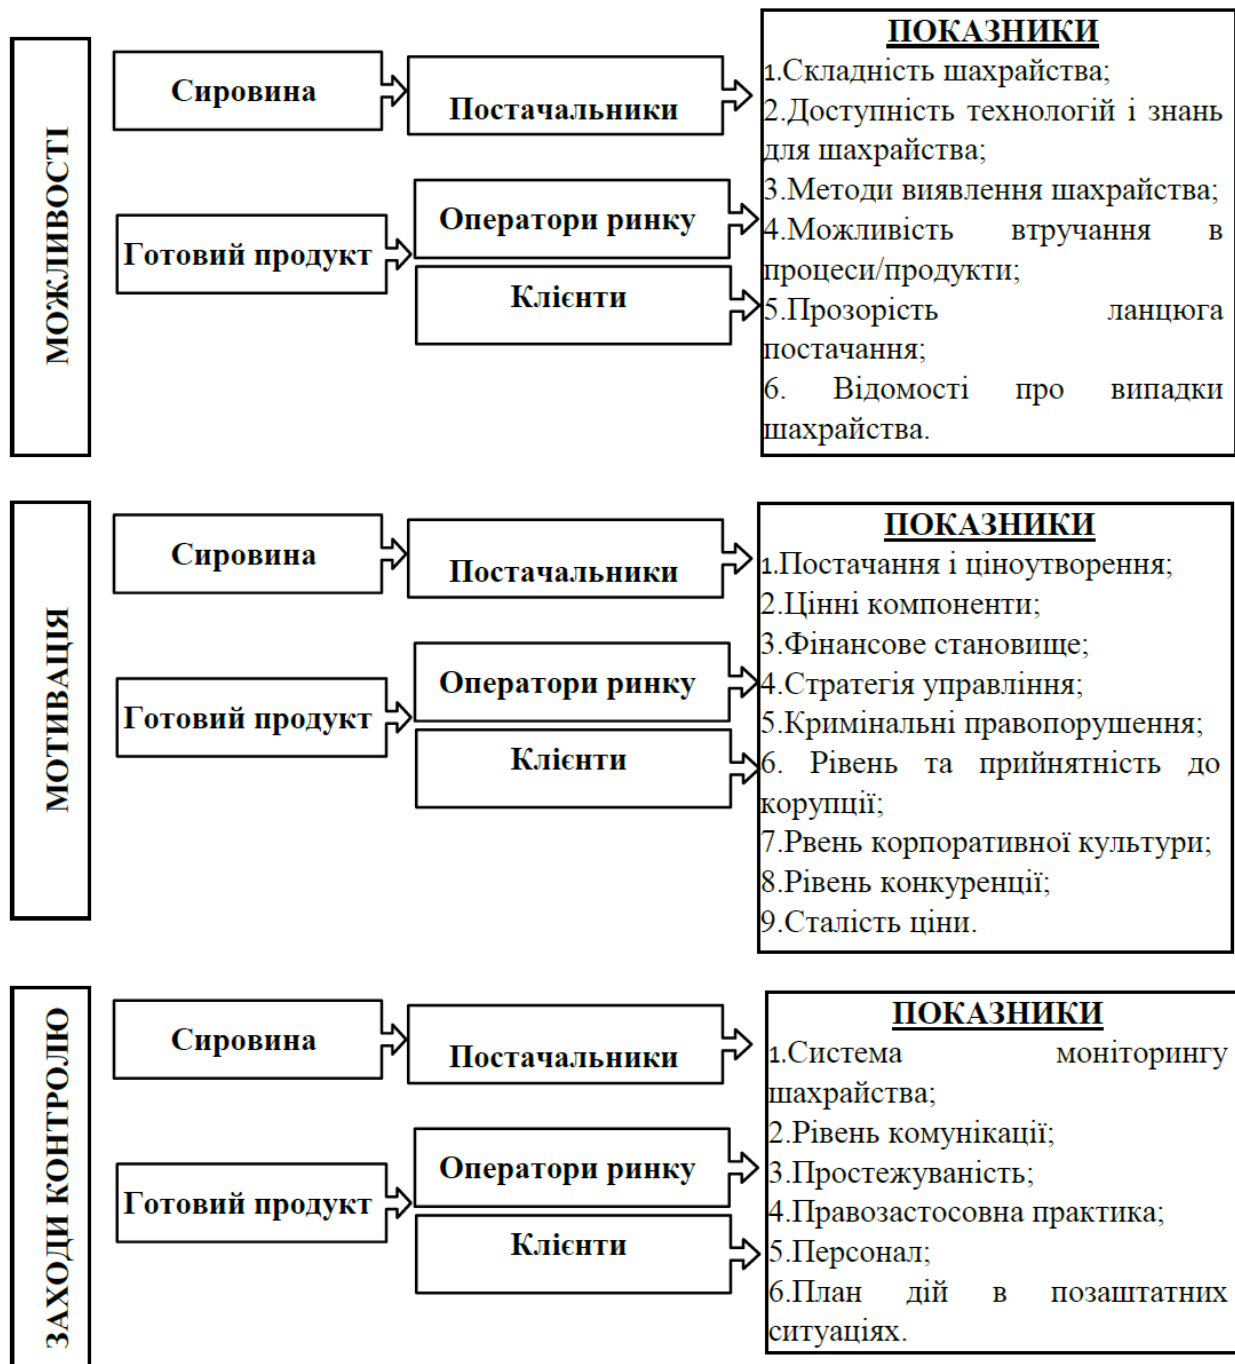 МОЖЛИВОСТІ
Сировина
Постачальники
Готовий продукт
Оператори ринку
Клієнти
ПОКАЗНИКИ
1.Складність шахрайства;
2.Доступність технологій і знань
для шахрайства;
3.Методи виявлення шахрайства;
4.Можливість втручання в
процеси/продукти;
5.Прозорість ланцюга
постачання;
6. Відомості про випадки
шахрайства.
МОТИВАЦІЯ
Сировина
Постачальники
Готовий продукт
Оператори ринку
Клієнти
ПОКАЗНИКИ
1.Постачання і ціноутворення;
2.Цінні компоненти;
3.Фінансове становище;
4.Стратегія управління;
5.Кримінальні правопорушення;
6. Рівень та прийнятність до
корупції;
7.Рвень корпоративної культури;
8.Рівень конкуренції;
9.Сталість ціни.
ЗАХОДИ КОНТРОЛЮ
Сировина
Постачальники
Готовий продукт
Оператори ринку
Клієнти
ПОКАЗНИКИ
1.Система моніторингу
шахрайства;
2.Рівень комунікації;
3.Простежуваність;
4.Правозастосовна практика;
5.Персонал;
6.План дій в позаштатних
ситуаціях.